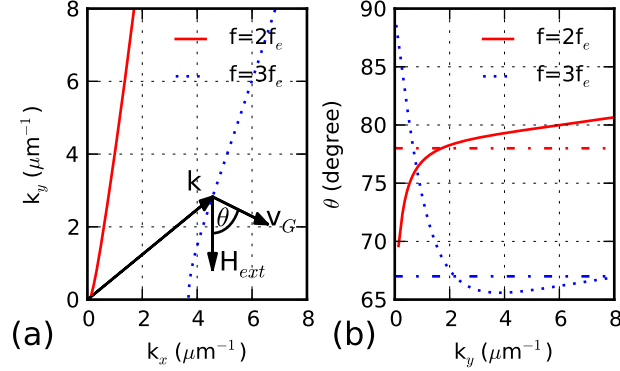 8
6
4
2
0
k_y (μm⁻¹)
f=2f_e
f=3f_e
k
θ
v_G
H_ext
0 2 4 6 8
k_x (μm⁻¹)
(a)
90
85
80
75
70
65
θ (degree)
f=2f_e
f=3f_e
0 2 4 6 8
k_y (μm⁻¹)
(b)